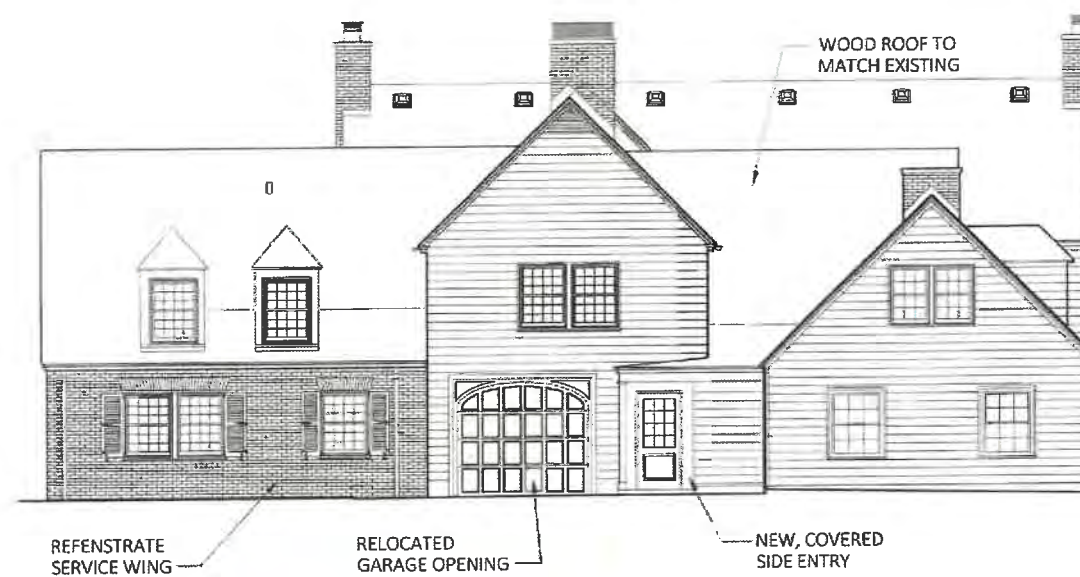 WOOD ROOF TO
MATCH EXISTING
REFENSTRATE
SERVICE WING
RELOCATED
GARAGE OPENING
NEW, COVERED
SIDE ENTRY